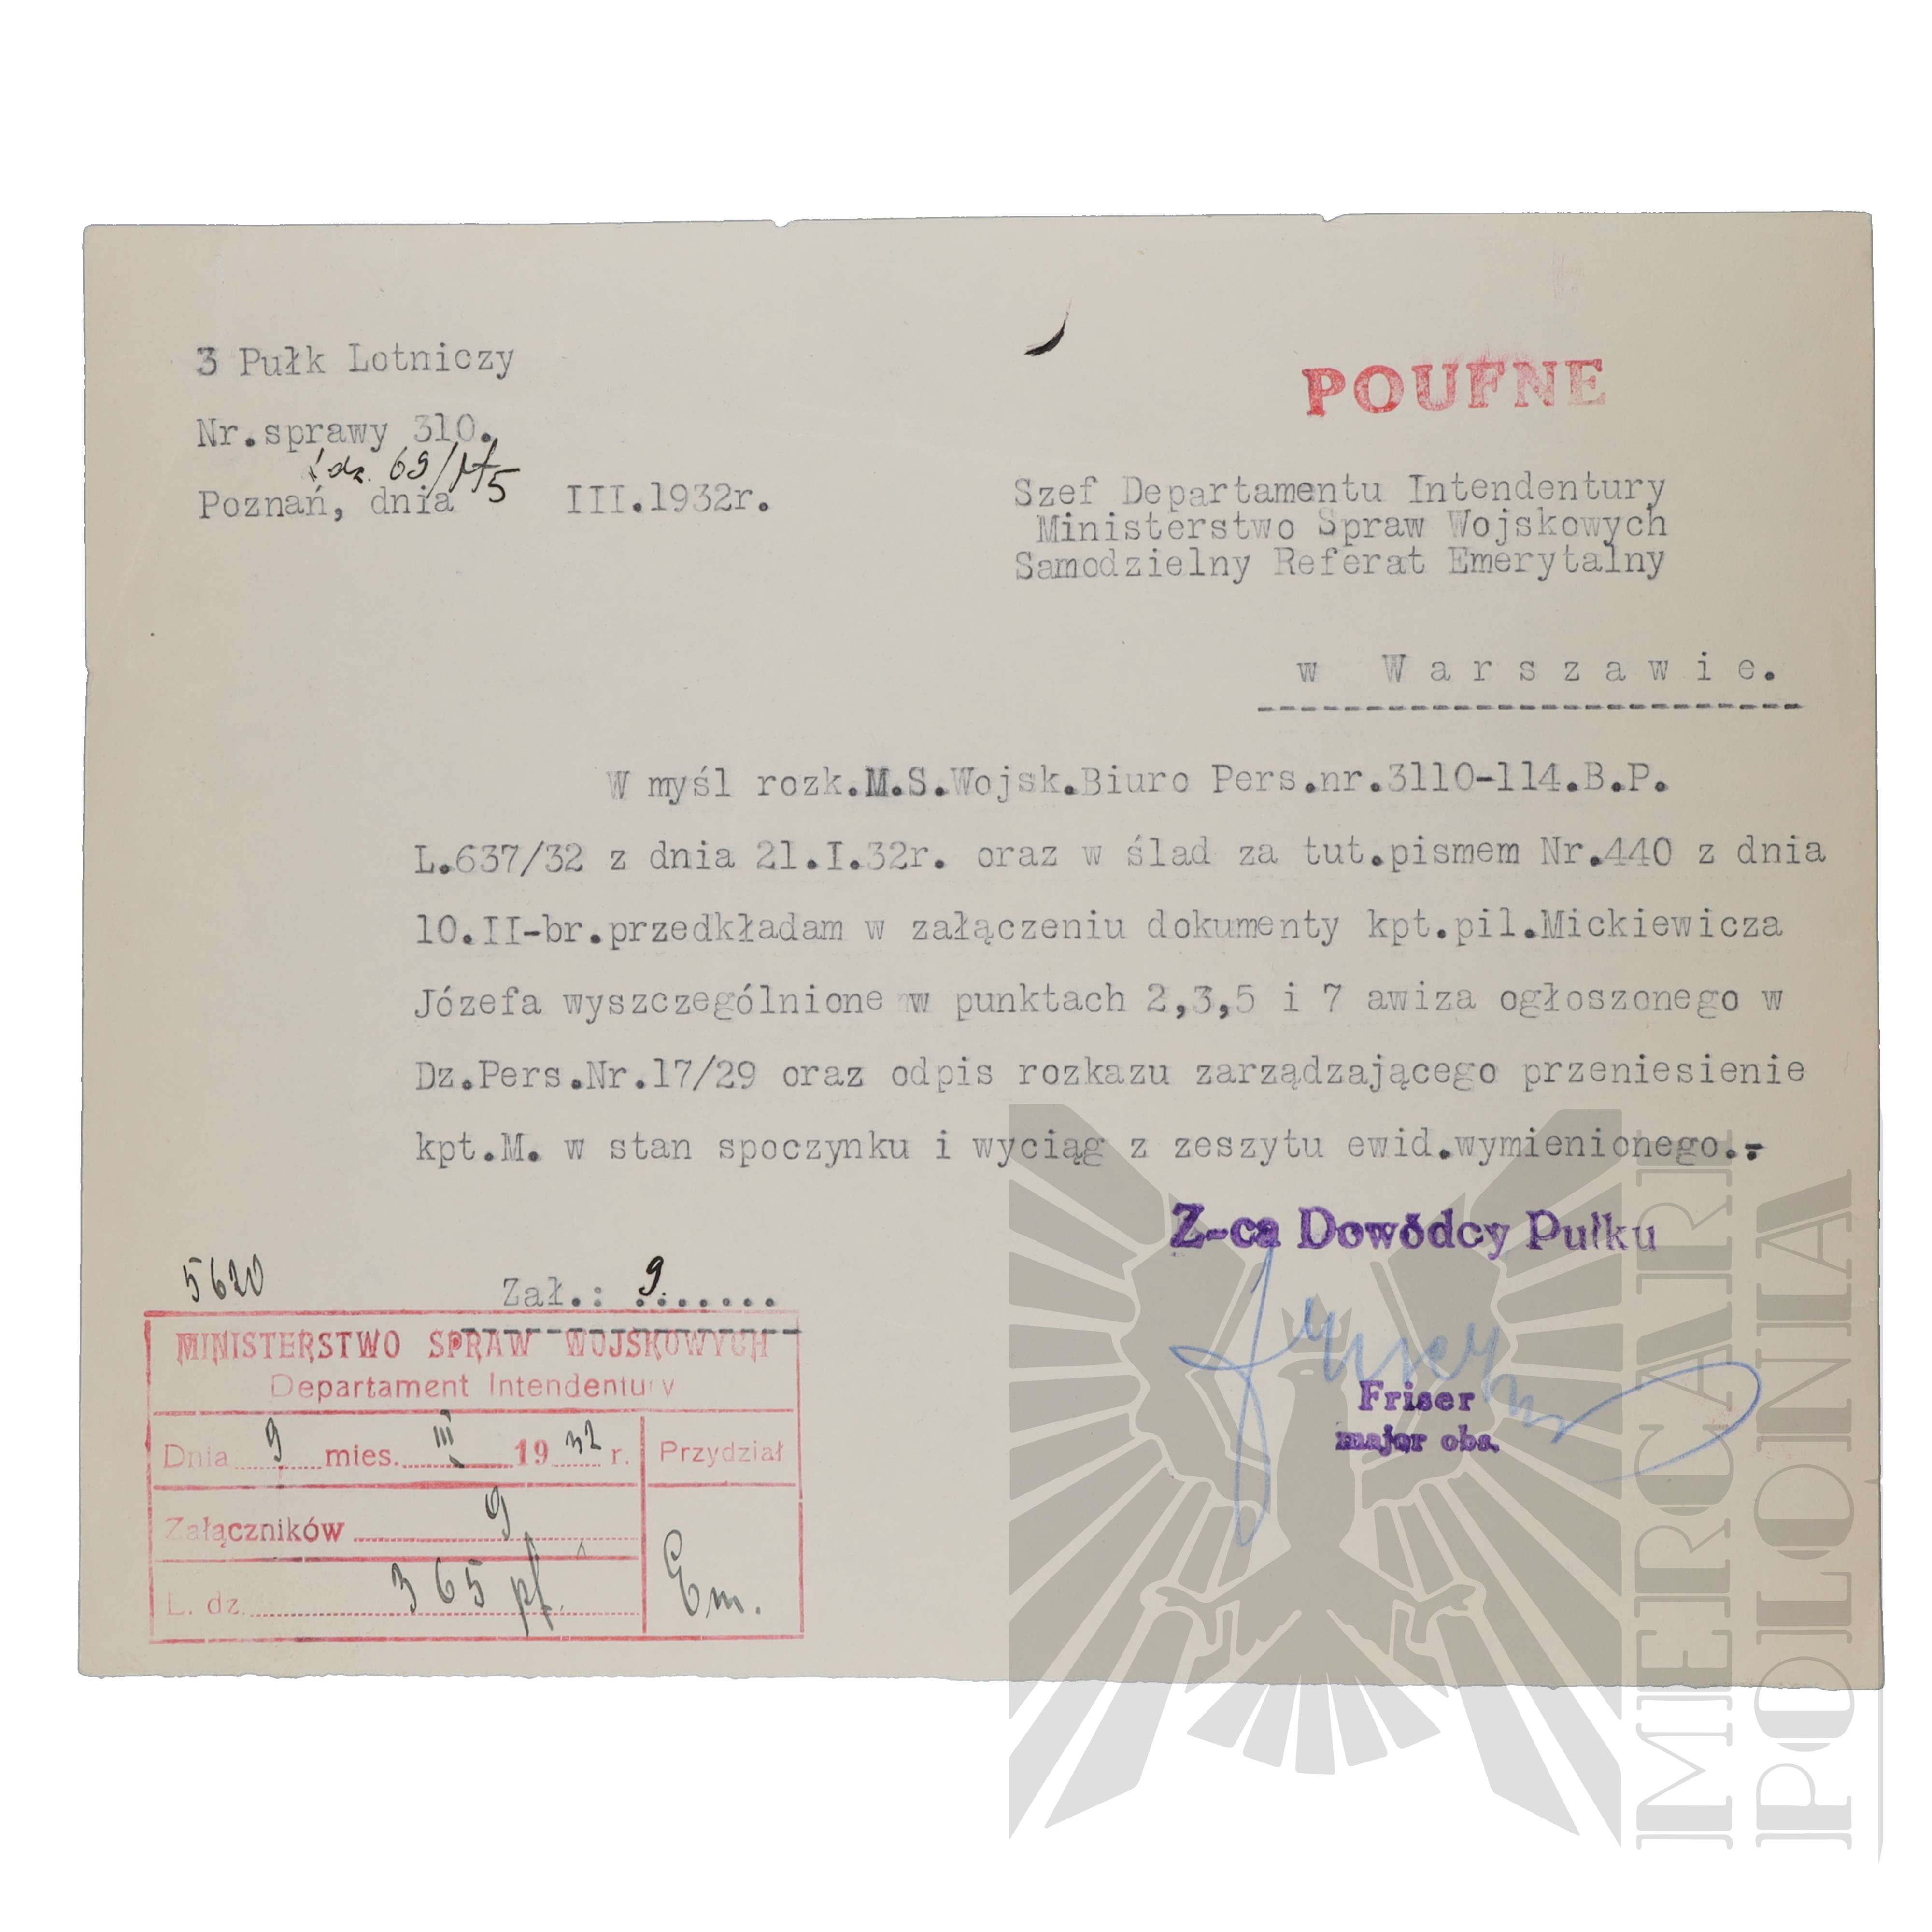 3 Pułk Lotniczy
POUFNE
Nr.sprawy 310.
L.dz. 69/Pf
Poznań, dnia 5 III.1932r.
Szef Departamentu Intendentury
Ministerstwo Spraw Wojskowych
Samodzielny Referat Emerytalny
w Warszawie.
W myśl rozk.M.S.Wojsk.Biuro Pers.nr.3110-114.B.P.
L.637/32 z dnia 21.I.32r. oraz w ślad za tut.pismem Nr.440 z dnia
10.II-br.przedkładam w załączeniu dokumenty kpt.pil.Mickiewicza
Józefa wyszczególnione w punktach 2,3,5 i 7 awiza ogłoszonego w
Dz.Pers.Nr.17/29 oraz odpis rozkazu zarządzającego przeniesienie
kpt.M. w stan spoczynku i wyciąg z zeszytu ewid.wymienionego.-
Z-ca Dowódcy Pułku
Friser
major obs.
5620
Zał.: 9.......
MINISTERSTWO SPRAW WOJSKOWYCH
Departament Intendentury
Dnia 9 mies. III 1932 r. Przydział
Załączników 9
L. dz. 365 pf. Em.
MERCARI
POLONIA